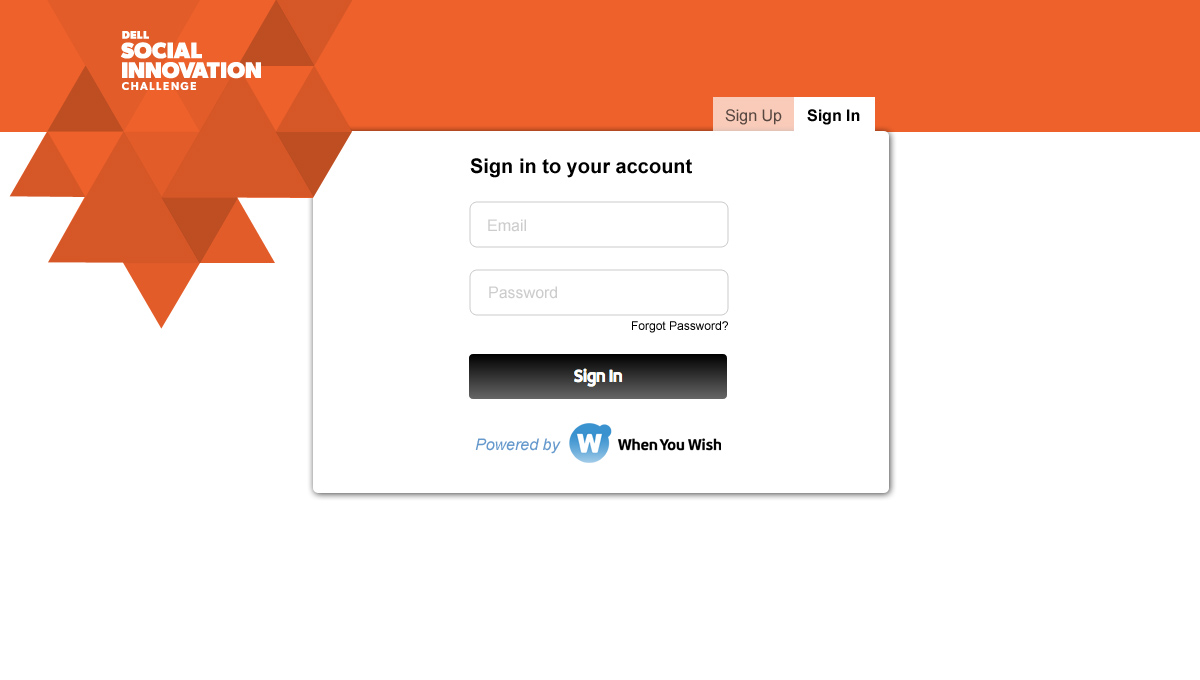 DELL
SOCIAL
INNOVATION
CHALLENGE
Sign Up
Sign In
Sign in to your account
Email
Password
Forgot Password?
Sign In
Powered by W When You Wish